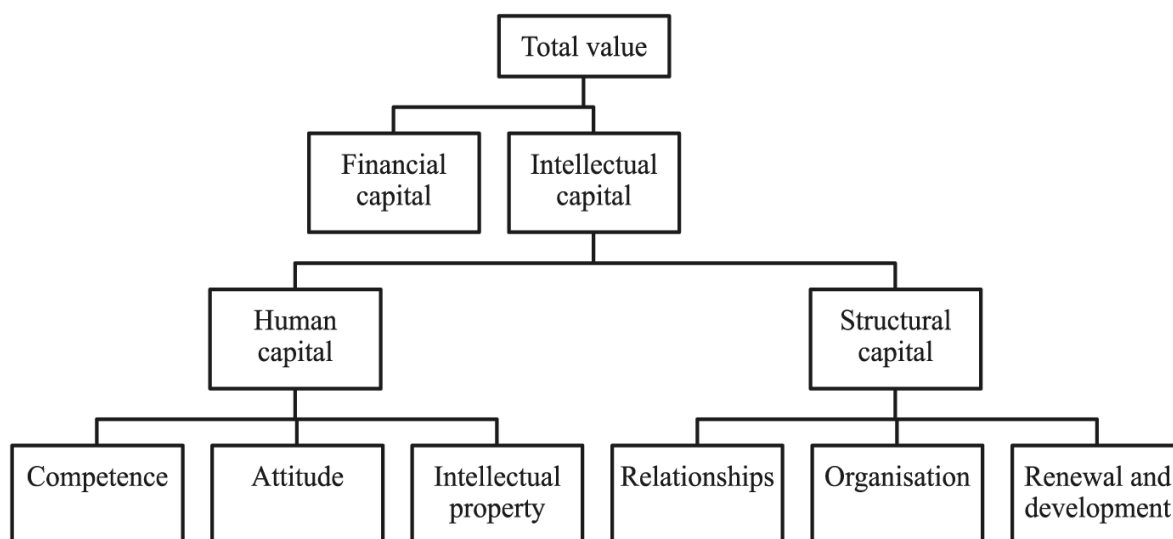 Total value
Financial
capital
Intellectual
capital
Human
capital
Structural
capital
Competence
Attitude
Intellectual
property
Relationships
Organisation
Renewal and
development